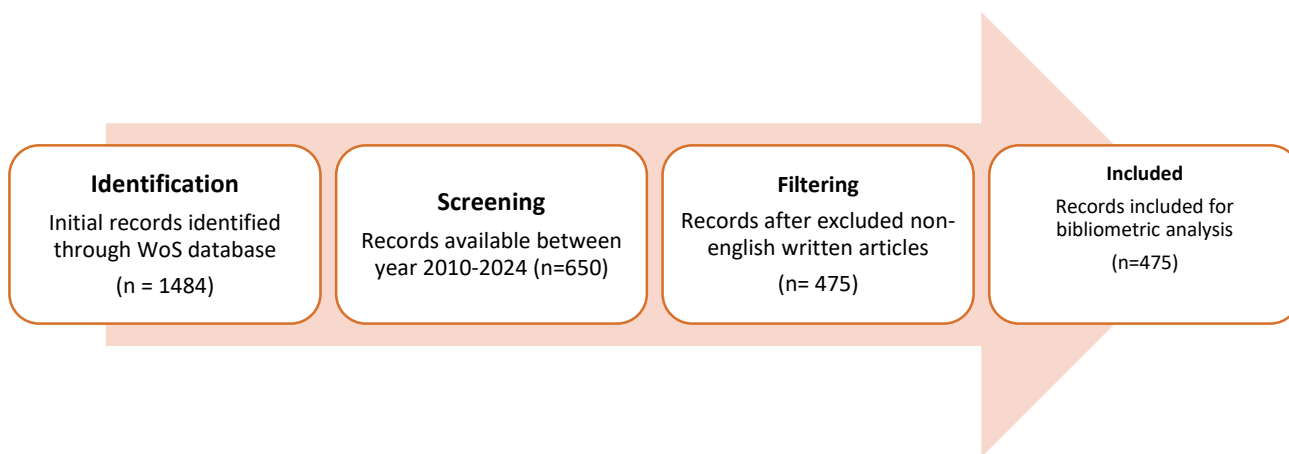 Identification
Initial records identified
through WoS database
(n = 1484)
Screening
Records available between
year 2010-2024 (n=650)
Filtering
Records after excluded non-
english written articles
(n= 475)
Included
Records included for
bibliometric analysis
(n=475)